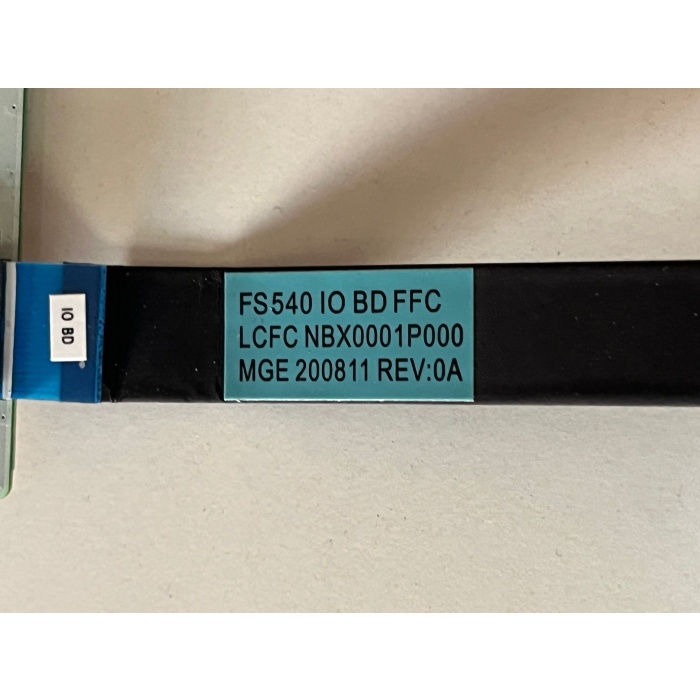 IO BD
FS540 IO BD FFC
LCFC NBX0001P000
MGE 200811 REV:0A